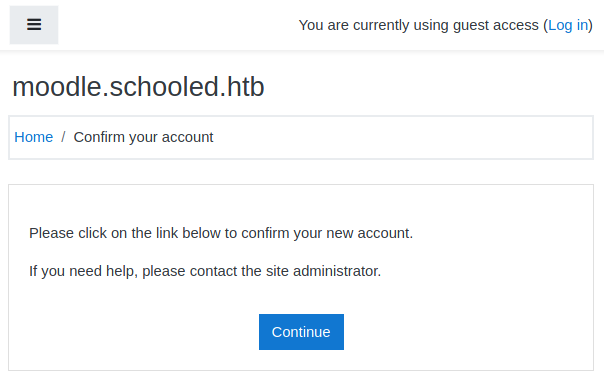 You are currently using guest access (Log in)
moodle.schooled.htb
Home / Confirm your account
Please click on the link below to confirm your new account.
If you need help, please contact the site administrator.
Continue